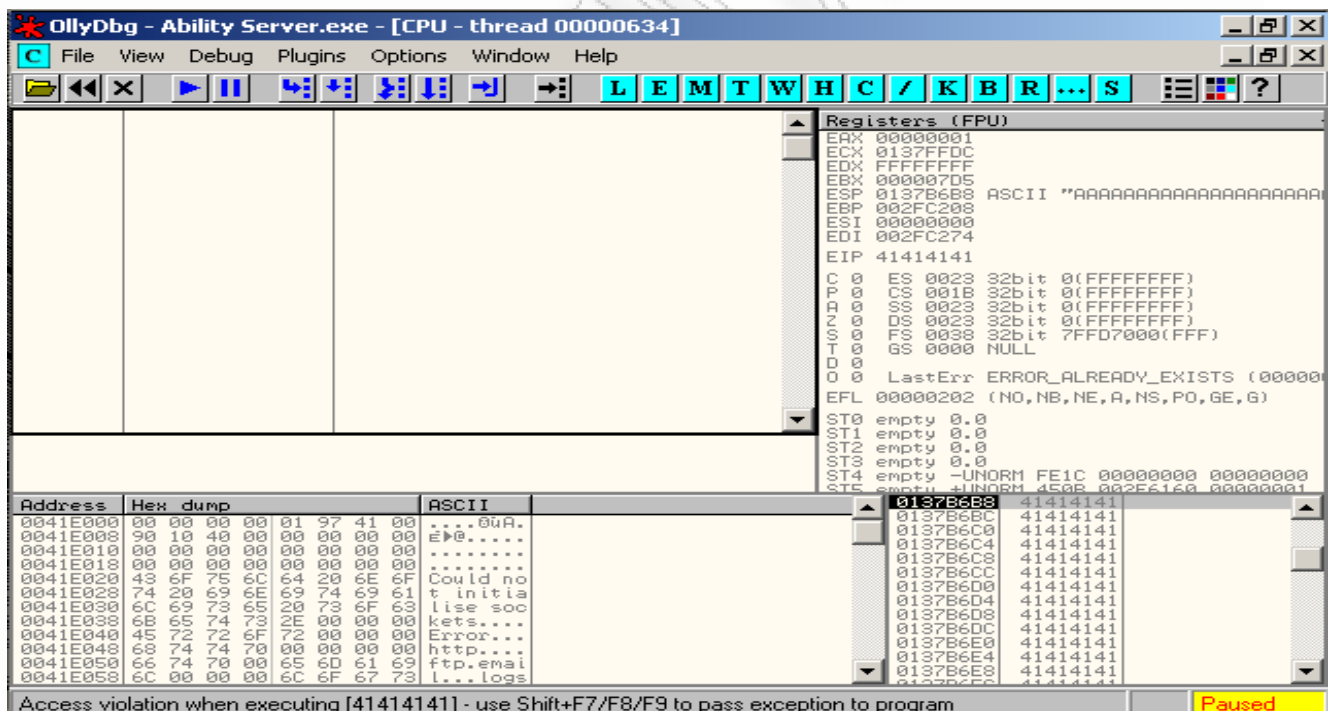 OllyDbg - Ability Server.exe - [CPU - thread 00000634]
C File View Debug Plugins Options Window Help
L E M T W H C / K B R ... S ?
Registers (FPU)
EAX 00000001
ECX 0137FFDC
EDX FFFFFFFF
EBX 000007D5
ESP 0137B6B8 ASCII "AAAAAAAAAAAAAAAAAAAAA
EBP 002FC208
ESI 00000000
EDI 002FC274
EIP 41414141
C 0 ES 0023 32bit 0(FFFFFFFF)
P 0 CS 001B 32bit 0(FFFFFFFF)
A 0 SS 0023 32bit 0(FFFFFFFF)
Z 0 DS 0023 32bit 0(FFFFFFFF)
S 0 FS 0038 32bit 7FFD7000(FFF)
T 0 GS 0000 NULL
D 0
O 0 LastErr ERROR_ALREADY_EXISTS (00000
EFL 00000202 (NO,NB,NE,A,NS,PO,GE,G)
ST0 empty 0.0
ST1 empty 0.0
ST2 empty 0.0
ST3 empty 0.0
ST4 empty -UNORM FE1C 00000000 00000000
ST5 empty +UNORM 450B 002F6160 00000001
Address Hex dump ASCII
0041E000 00 00 00 00 01 97 41 00 ....0ùA.
0041E008 90 10 40 00 00 00 00 00 É►@.....
0041E010 00 00 00 00 00 00 00 00 ........
0041E018 00 00 00 00 00 00 00 00 ........
0041E020 43 6F 75 6C 64 20 6E 6F Could no
0041E028 74 20 69 6E 69 74 69 61 t initia
0041E030 6C 69 73 65 20 73 6F 63 lise soc
0041E038 6B 65 74 73 2E 00 00 00 kets....
0041E040 45 72 72 6F 72 00 00 00 Error...
0041E048 68 74 74 70 00 00 00 00 http....
0041E050 66 74 70 00 65 6D 61 69 ftp.emai
0041E058 6C 00 00 00 6C 6F 67 73 l...logs
0137B6B8 41414141
0137B6BC 41414141
0137B6C0 41414141
0137B6C4 41414141
0137B6C8 41414141
0137B6CC 41414141
0137B6D0 41414141
0137B6D4 41414141
0137B6D8 41414141
0137B6DC 41414141
0137B6E0 41414141
0137B6E4 41414141
0137B6E8 41414141
Access violation when executing [41414141] - use Shift+F7/F8/F9 to pass exception to program
Paused